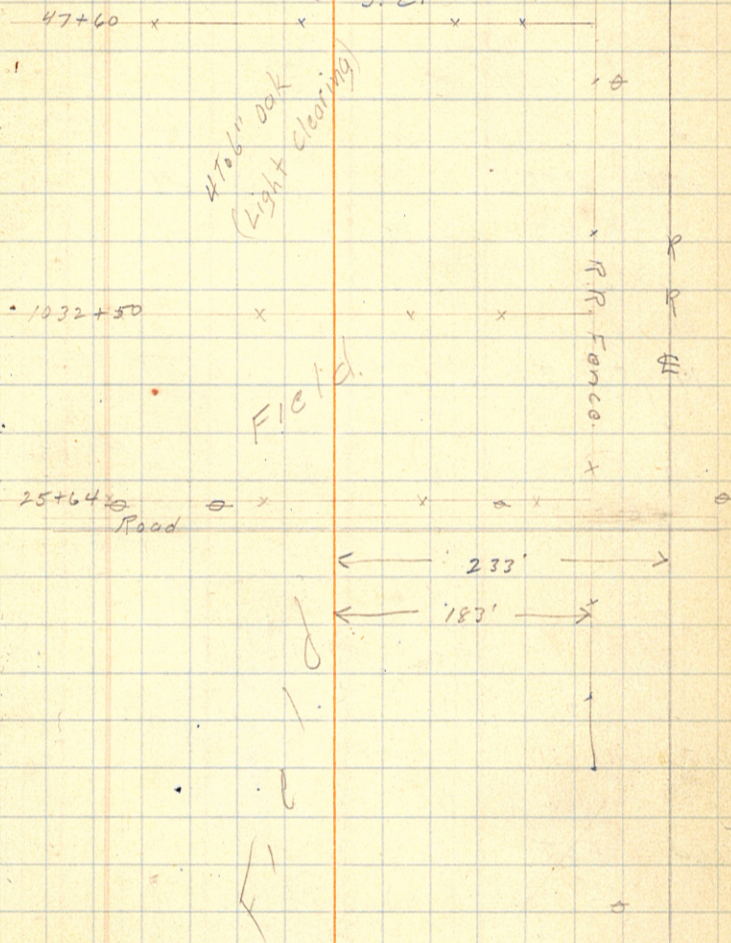 47+60
4 To 6" Oak
(Light Clearing)
R.R. Fence.
R R
1032+50
Field.
25+64
Road
233'
183'
Field